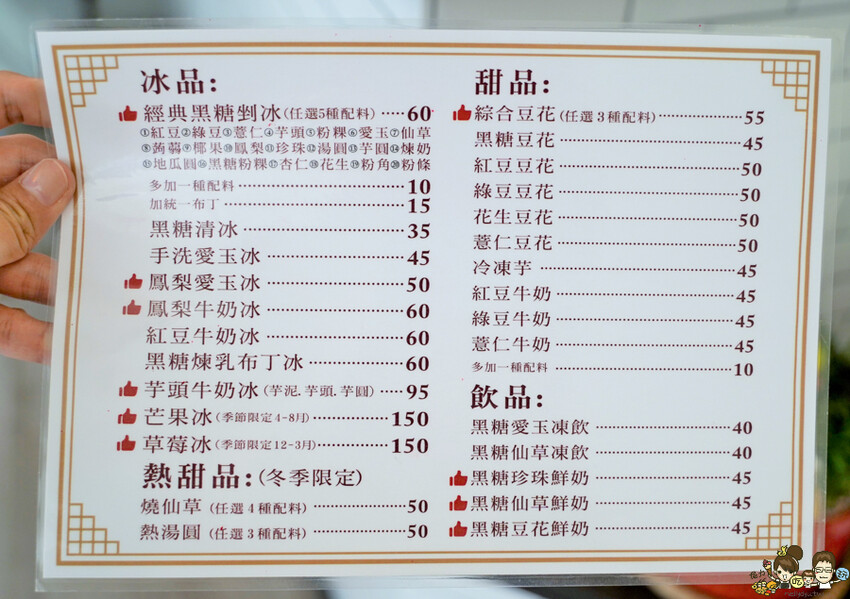 冰品:
經典黑糖剉冰(任選5種配料) ····· 60
①紅豆②綠豆③薏仁④芋頭⑤粉粿⑥愛玉⑦仙草
⑧蒟蒻⑨椰果⑩鳳梨⑪珍珠⑫湯圓⑬芋圓⑭煉奶
⑮地瓜圓⑯黑糖粉粿⑰杏仁⑱花生⑲粉角⑳粉條
多加一種配料 ····· 10
加統一布丁 ····· 15
黑糖清冰 ····· 35
手洗愛玉冰 ····· 45
鳳梨愛玉冰 ····· 50
鳳梨牛奶冰 ····· 60
紅豆牛奶冰 ····· 60
黑糖煉乳布丁冰 ····· 60
芋頭牛奶冰(芋泥.芋頭.芋圓) ····· 95
芒果冰(季節限定4-8月) ····· 150
草莓冰(季節限定12-3月) ····· 150
熱甜品:(冬季限定)
燒仙草(任選4種配料) ····· 50
熱湯圓(任選3種配料) ····· 50
甜品:
綜合豆花(任選3種配料) ····· 55
黑糖豆花 ····· 45
紅豆豆花 ····· 50
綠豆豆花 ····· 50
花生豆花 ····· 50
薏仁豆花 ····· 50
冷凍芋 ····· 45
紅豆牛奶 ····· 45
綠豆牛奶 ····· 45
薏仁牛奶 ····· 45
多加一種配料 ····· 10
飲品:
黑糖愛玉凍飲 ····· 40
黑糖仙草凍飲 ····· 40
黑糖珍珠鮮奶 ····· 45
黑糖仙草鮮奶 ····· 45
黑糖豆花鮮奶 ····· 45